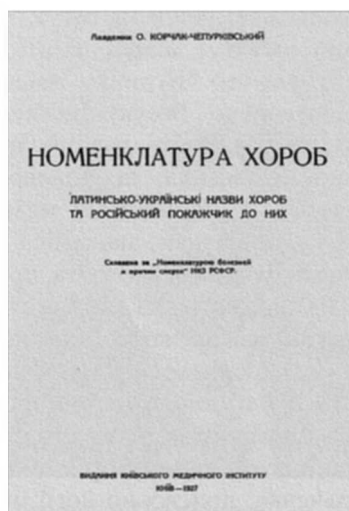 Академик О. КОРЧАК-ЧЕПУРКІВСЬКИЙ
НОМЕНКЛАТУРА ХОРОБ
ЛАТИНСЬКО-УКРАЇНСЬКІ НАЗВИ ХОРОБ
ТА РОСІЙСЬКИЙ ПОКАЖЧИК ДО НИХ
Складена за „Номенклатурою болезней
и причин смерти" НКЗ РСФСР.
ВИДАННЯ КИЇВСЬКОГО МЕДИЧНОГО ІНСТИТУТУ
КИЇВ—1927